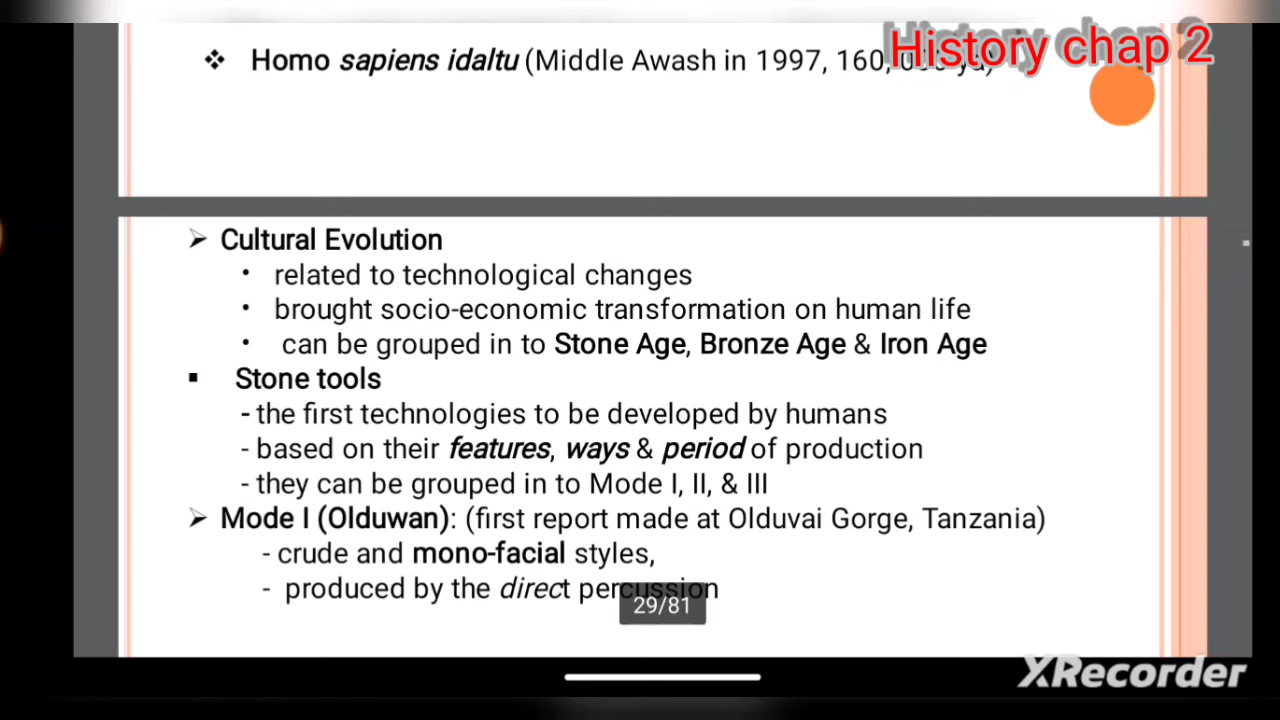 History chap 2
❖ Homo sapiens idaltu (Middle Awash in 1997, 160,
➢ Cultural Evolution
• related to technological changes
• brought socio-economic transformation on human life
• can be grouped in to Stone Age, Bronze Age & Iron Age
▪ Stone tools
- the first technologies to be developed by humans
- based on their features, ways & period of production
- they can be grouped in to Mode I, II, & III
➢ Mode I (Olduwan): (first report made at Olduvai Gorge, Tanzania)
- crude and mono-facial styles,
- produced by the direct percussion
29/81
XRecorder